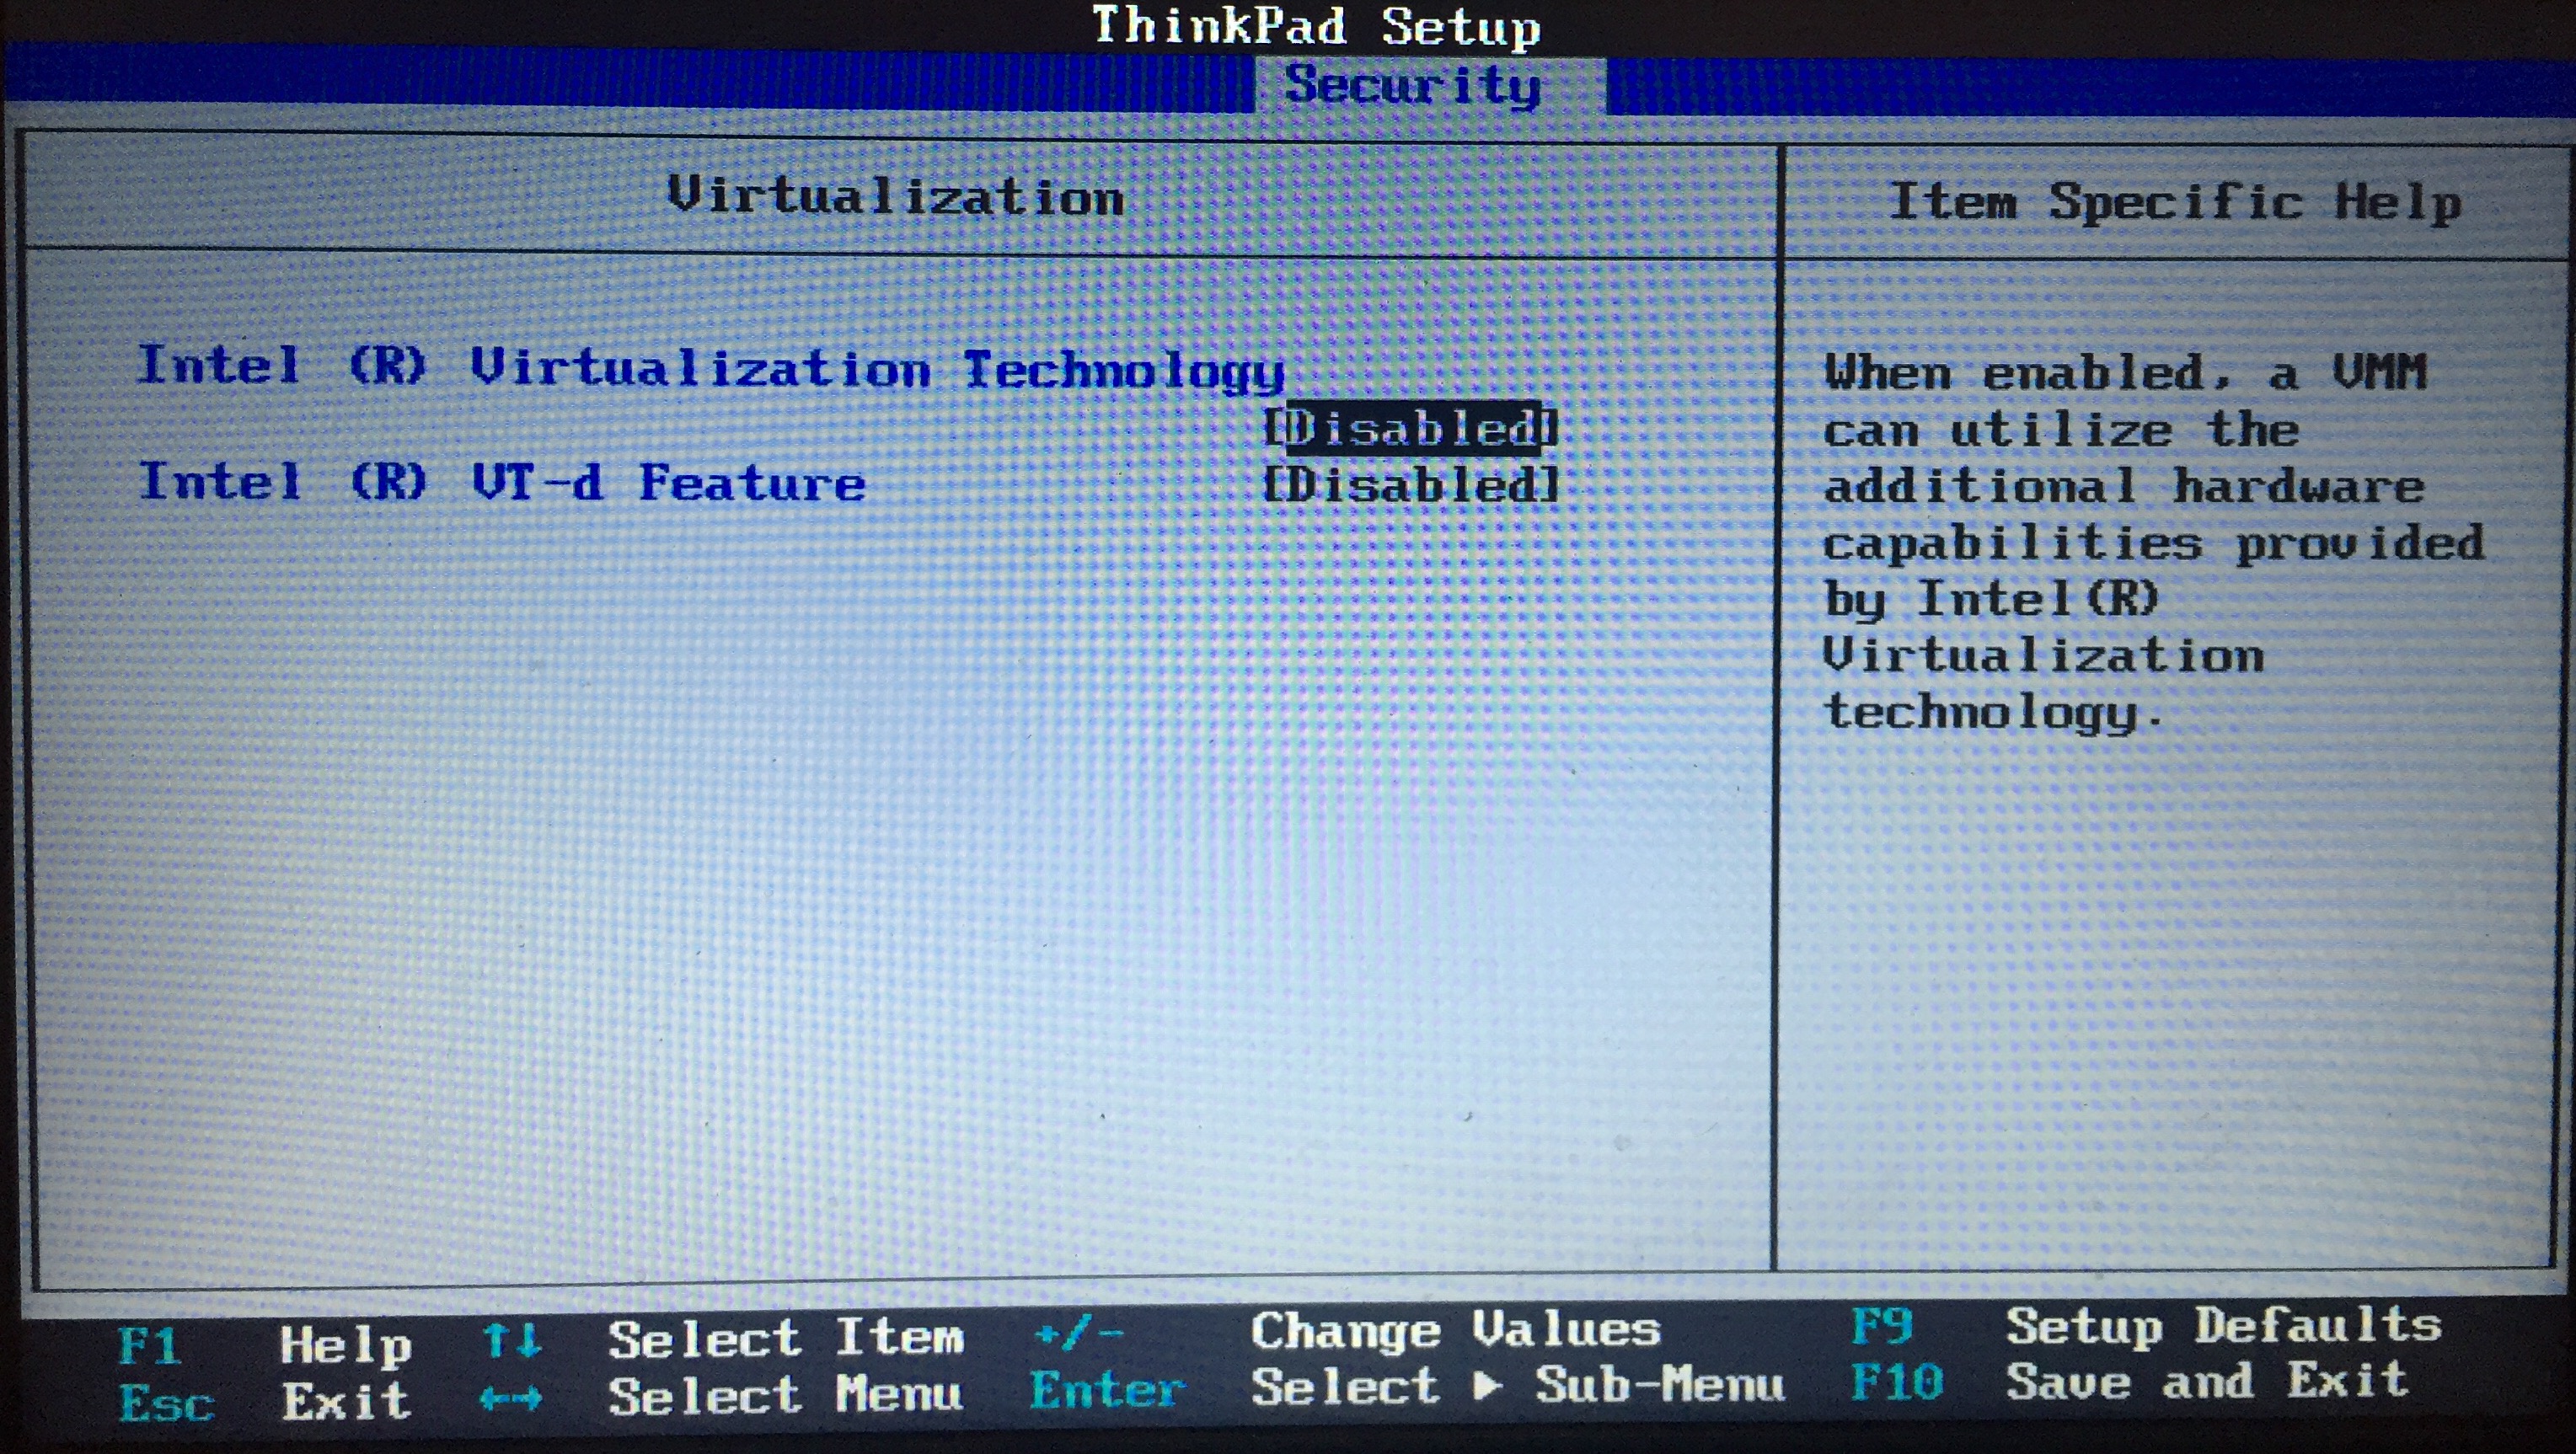 ThinkPad Setup
Security
Virtualization
Item Specific Help
Intel (R) Virtualization Technology
[Disabled]
Intel (R) VT-d Feature [Disabled]
When enabled, a VMM
can utilize the
additional hardware
capabilities provided
by Intel(R)
Virtualization
technology.
F1 Help ↑↓ Select Item +/- Change Values F9 Setup Defaults
Esc Exit ←→ Select Menu Enter Select ▶ Sub-Menu F10 Save and Exit